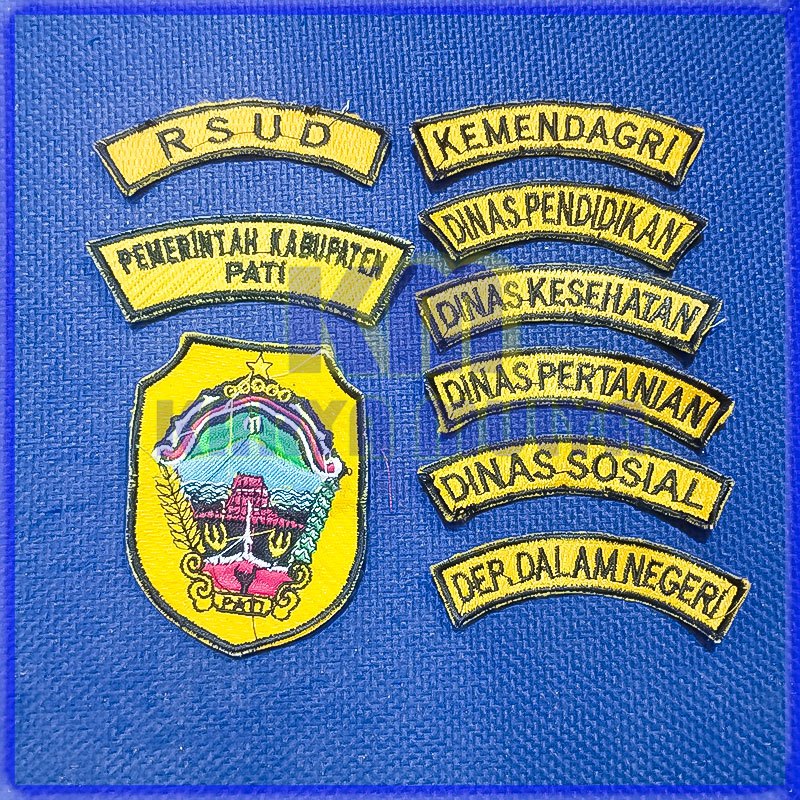 RSUD
PEMERINTAH KABUPATEN
PATI
PATI
KEMENDAGRI
DINAS PENDIDIKAN
DINAS KESEHATAN
DINAS PERTANIAN
DINAS SOSIAL
DEP. DALAM NEGERI